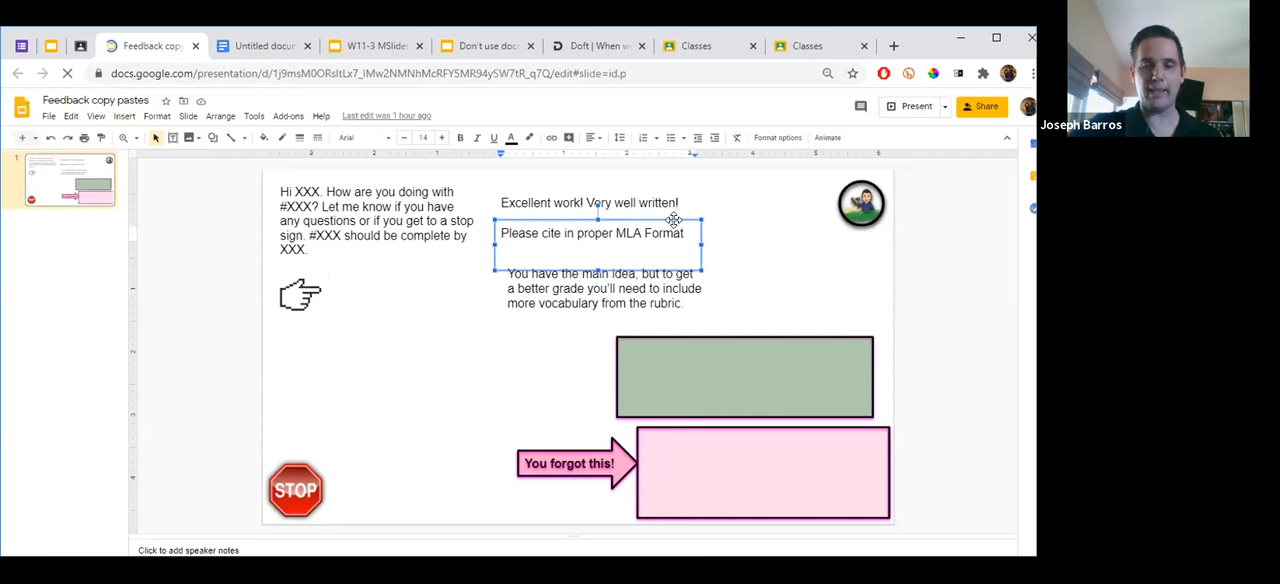 Feedback copy
Untitled docur
W11-3 MSlides
Don't use doc
Doft | When w
Classes
Classes
docs.google.com/presentation/d/1j9msM0ORsltLx7_lMw2NMNhMcRFY5MR94ySW7tR_q7Q/edit#slide=id.p
Feedback copy pastes
File Edit View Insert Format Slide Arrange Tools Add-ons Help Last edit was 1 hour ago
Present
Share
Arial
14
Format options
Animate
Joseph Barros
1
Hi XXX. How are you doing with
#XXX? Let me know if you have
any questions or if you get to a stop
sign. #XXX should be complete by
XXX.
Excellent work! Very well written!
Please cite in proper MLA Format
You have the main idea, but to get
a better grade you'll need to include
more vocabulary from the rubric.
You forgot this!
STOP
Click to add speaker notes